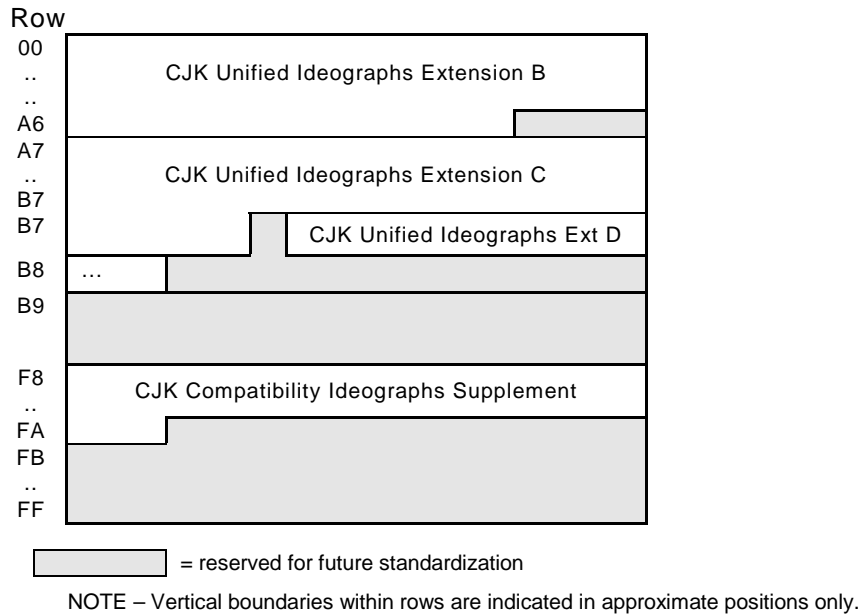 Row
00
..
CJK Unified Ideographs Extension B
..
A6
A7
..
CJK Unified Ideographs Extension C
B7
B7
CJK Unified Ideographs Ext D
B8
...
B9
F8
CJK Compatibility Ideographs Supplement
..
FA
FB
..
FF
= reserved for future standardization
NOTE – Vertical boundaries within rows are indicated in approximate positions only.